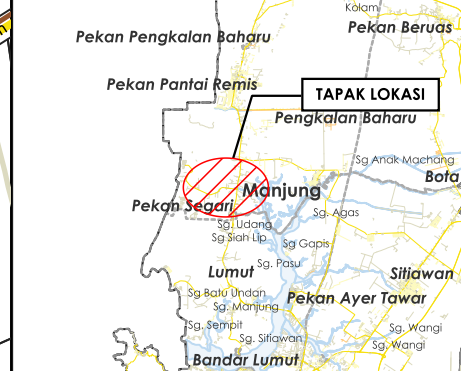 Kolam
Pekan Pengkalan Baharu
Pekan Beruas
Pekan Pantai Remis
TAPAK LOKASI
Pengkalan Baharu
Sg Anak Machang
Bota
Manjung
Pekan Segari
Sg. Agas
Sg. Udang
Sg Siah Lip
Sg Gapis
Sg. Pasu
Lumut
Sitiawan
Sg Batu Undan
Pekan Ayer Tawar
Sg. Manjung
Sg. Sempit
Sg. Wangi
Sg. Sitiawan
Sg. Wangi
Bandar Lumut